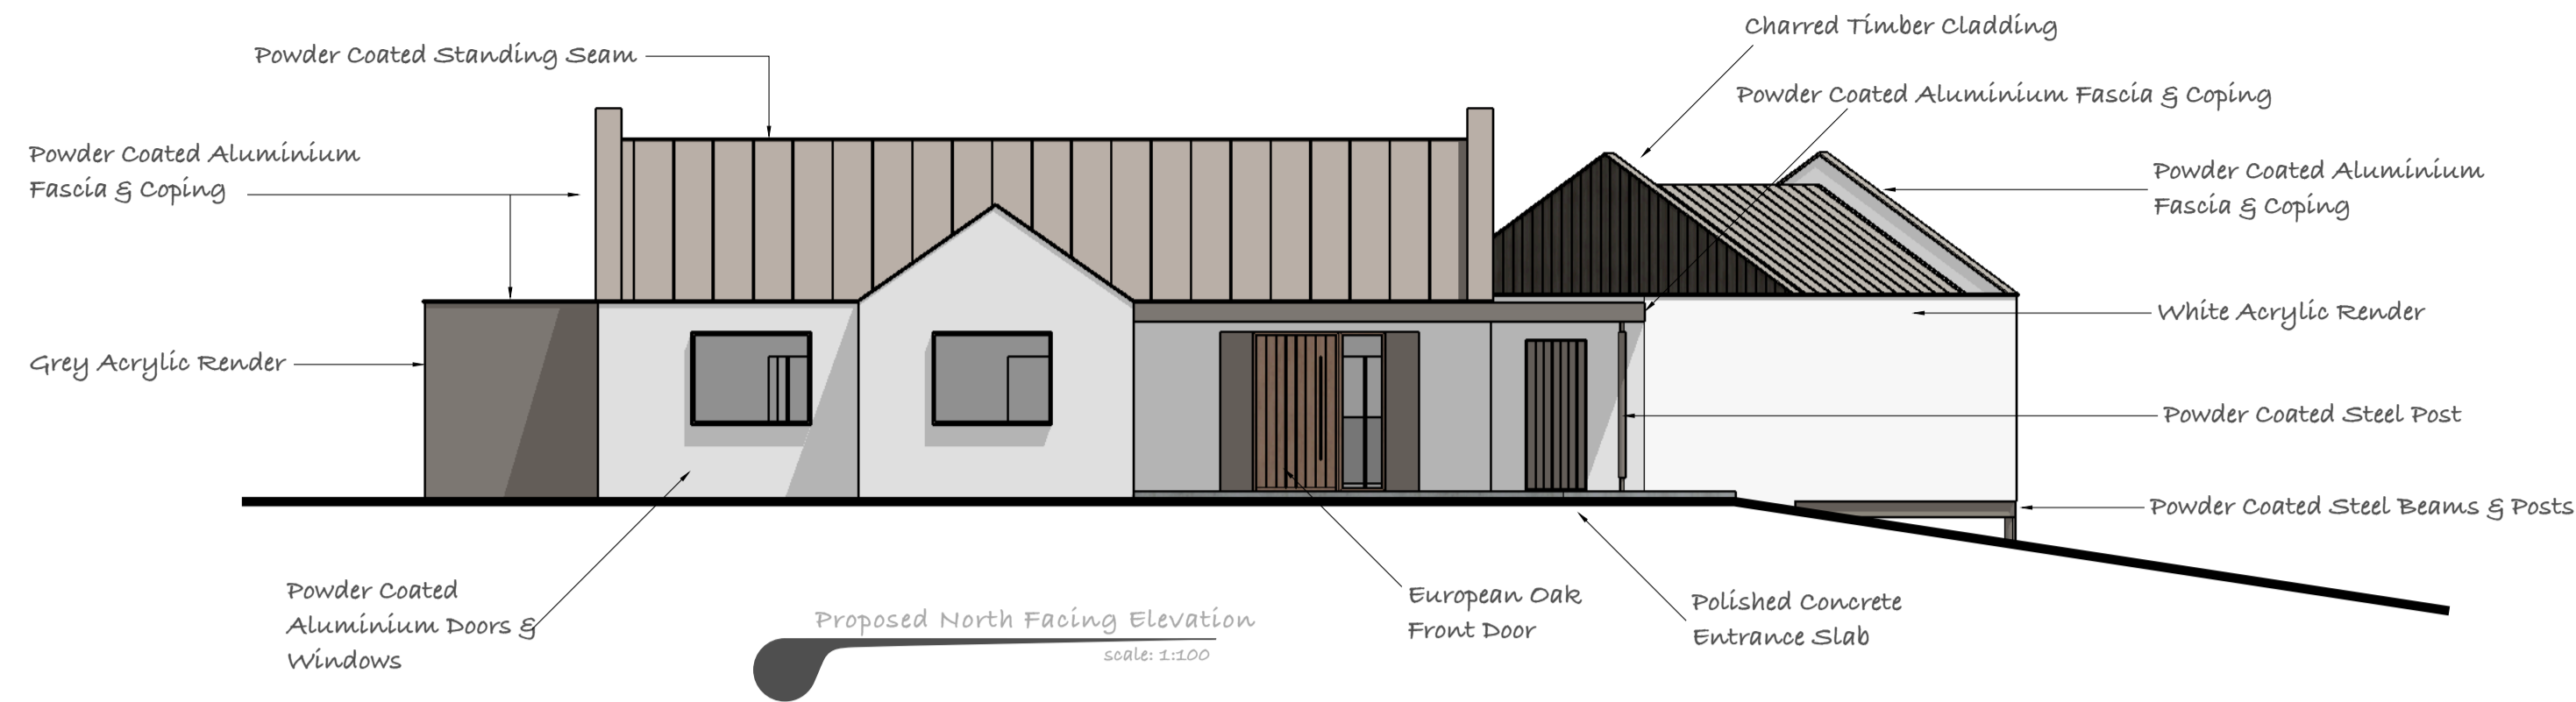 Charred Timber Cladding
Powder Coated Standing Seam
Powder Coated Aluminium Fascia & Coping
Powder Coated Aluminium
Fascia & Coping
Powder Coated Aluminium
Fascia & Coping
White Acrylic Render
Grey Acrylic Render
Powder Coated Steel Post
Powder Coated Steel Beams & Posts
Powder Coated
Aluminium Doors &
Windows
European Oak
Front Door
Polished Concrete
Entrance Slab
Proposed North Facing Elevation
scale: 1:100